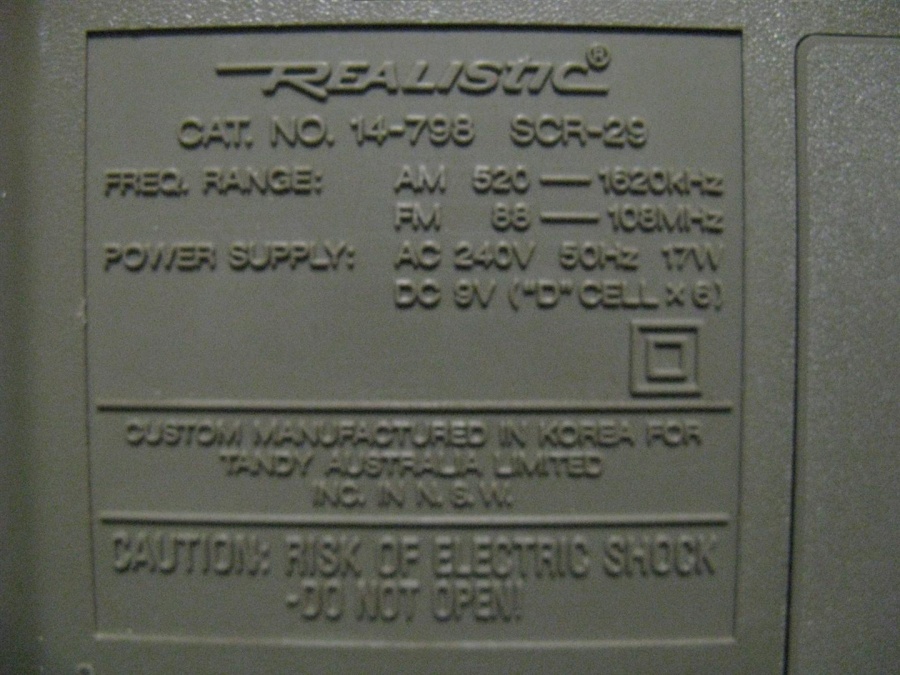 REALISTIC®
CAT. NO. 14-798 SCR-29
FREQ. RANGE: AM 520 — 1620kHz
FM 88 — 108MHz
POWER SUPPLY: AC 240V 50Hz 17W
DC 9V ("D" CELL × 6)
CUSTOM MANUFACTURED IN KOREA FOR
TANDY AUSTRALIA LIMITED
INC. IN N.S.W.
CAUTION: RISK OF ELECTRIC SHOCK
-DO NOT OPEN!